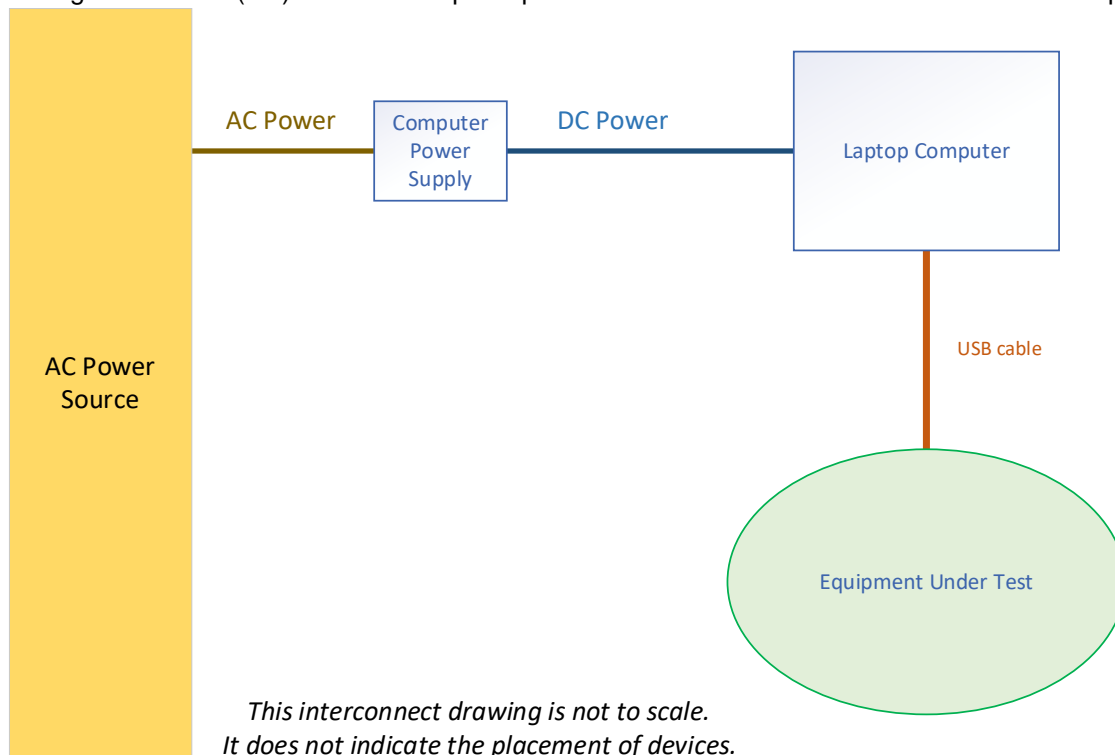 AC Power
Computer
Power
Supply
DC Power
Laptop Computer
USB cable
AC Power
Source
Equipment Under Test
This interconnect drawing is not to scale.
It does not indicate the placement of devices.